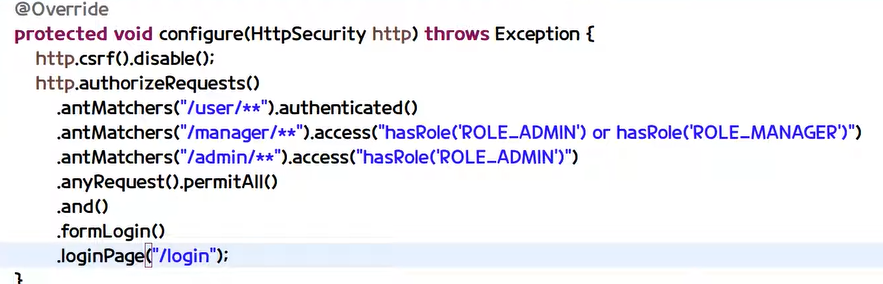 @Override
protected void configure(HttpSecurity http) throws Exception {
http.csrf().disable();
http.authorizeRequests()
.antMatchers("/user/**").authenticated()
.antMatchers("/manager/**").access("hasRole('ROLE_ADMIN') or hasRole('ROLE_MANAGER')")
.antMatchers("/admin/**").access("hasRole('ROLE_ADMIN')")
.anyRequest().permitAll()
.and()
.formLogin()
.loginPage("/login");
}